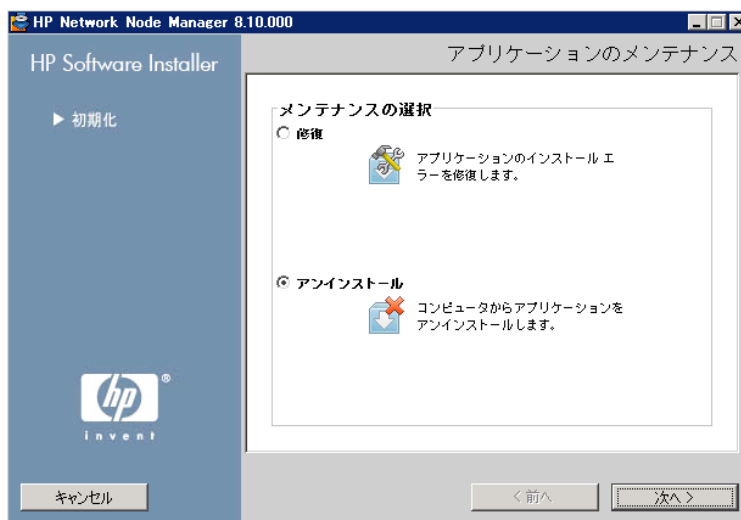 HP Network Node Manager 8.10.000
HP Software Installer
アプリケーションのメンテナンス
▶ 初期化
メンテナンスの選択
修復
アプリケーションのインストール エ
ラーを修復します。
アンインストール
コンピュータからアプリケーションを
アンインストールします。
hp
®
invent
キャンセル
< 前へ
次へ >